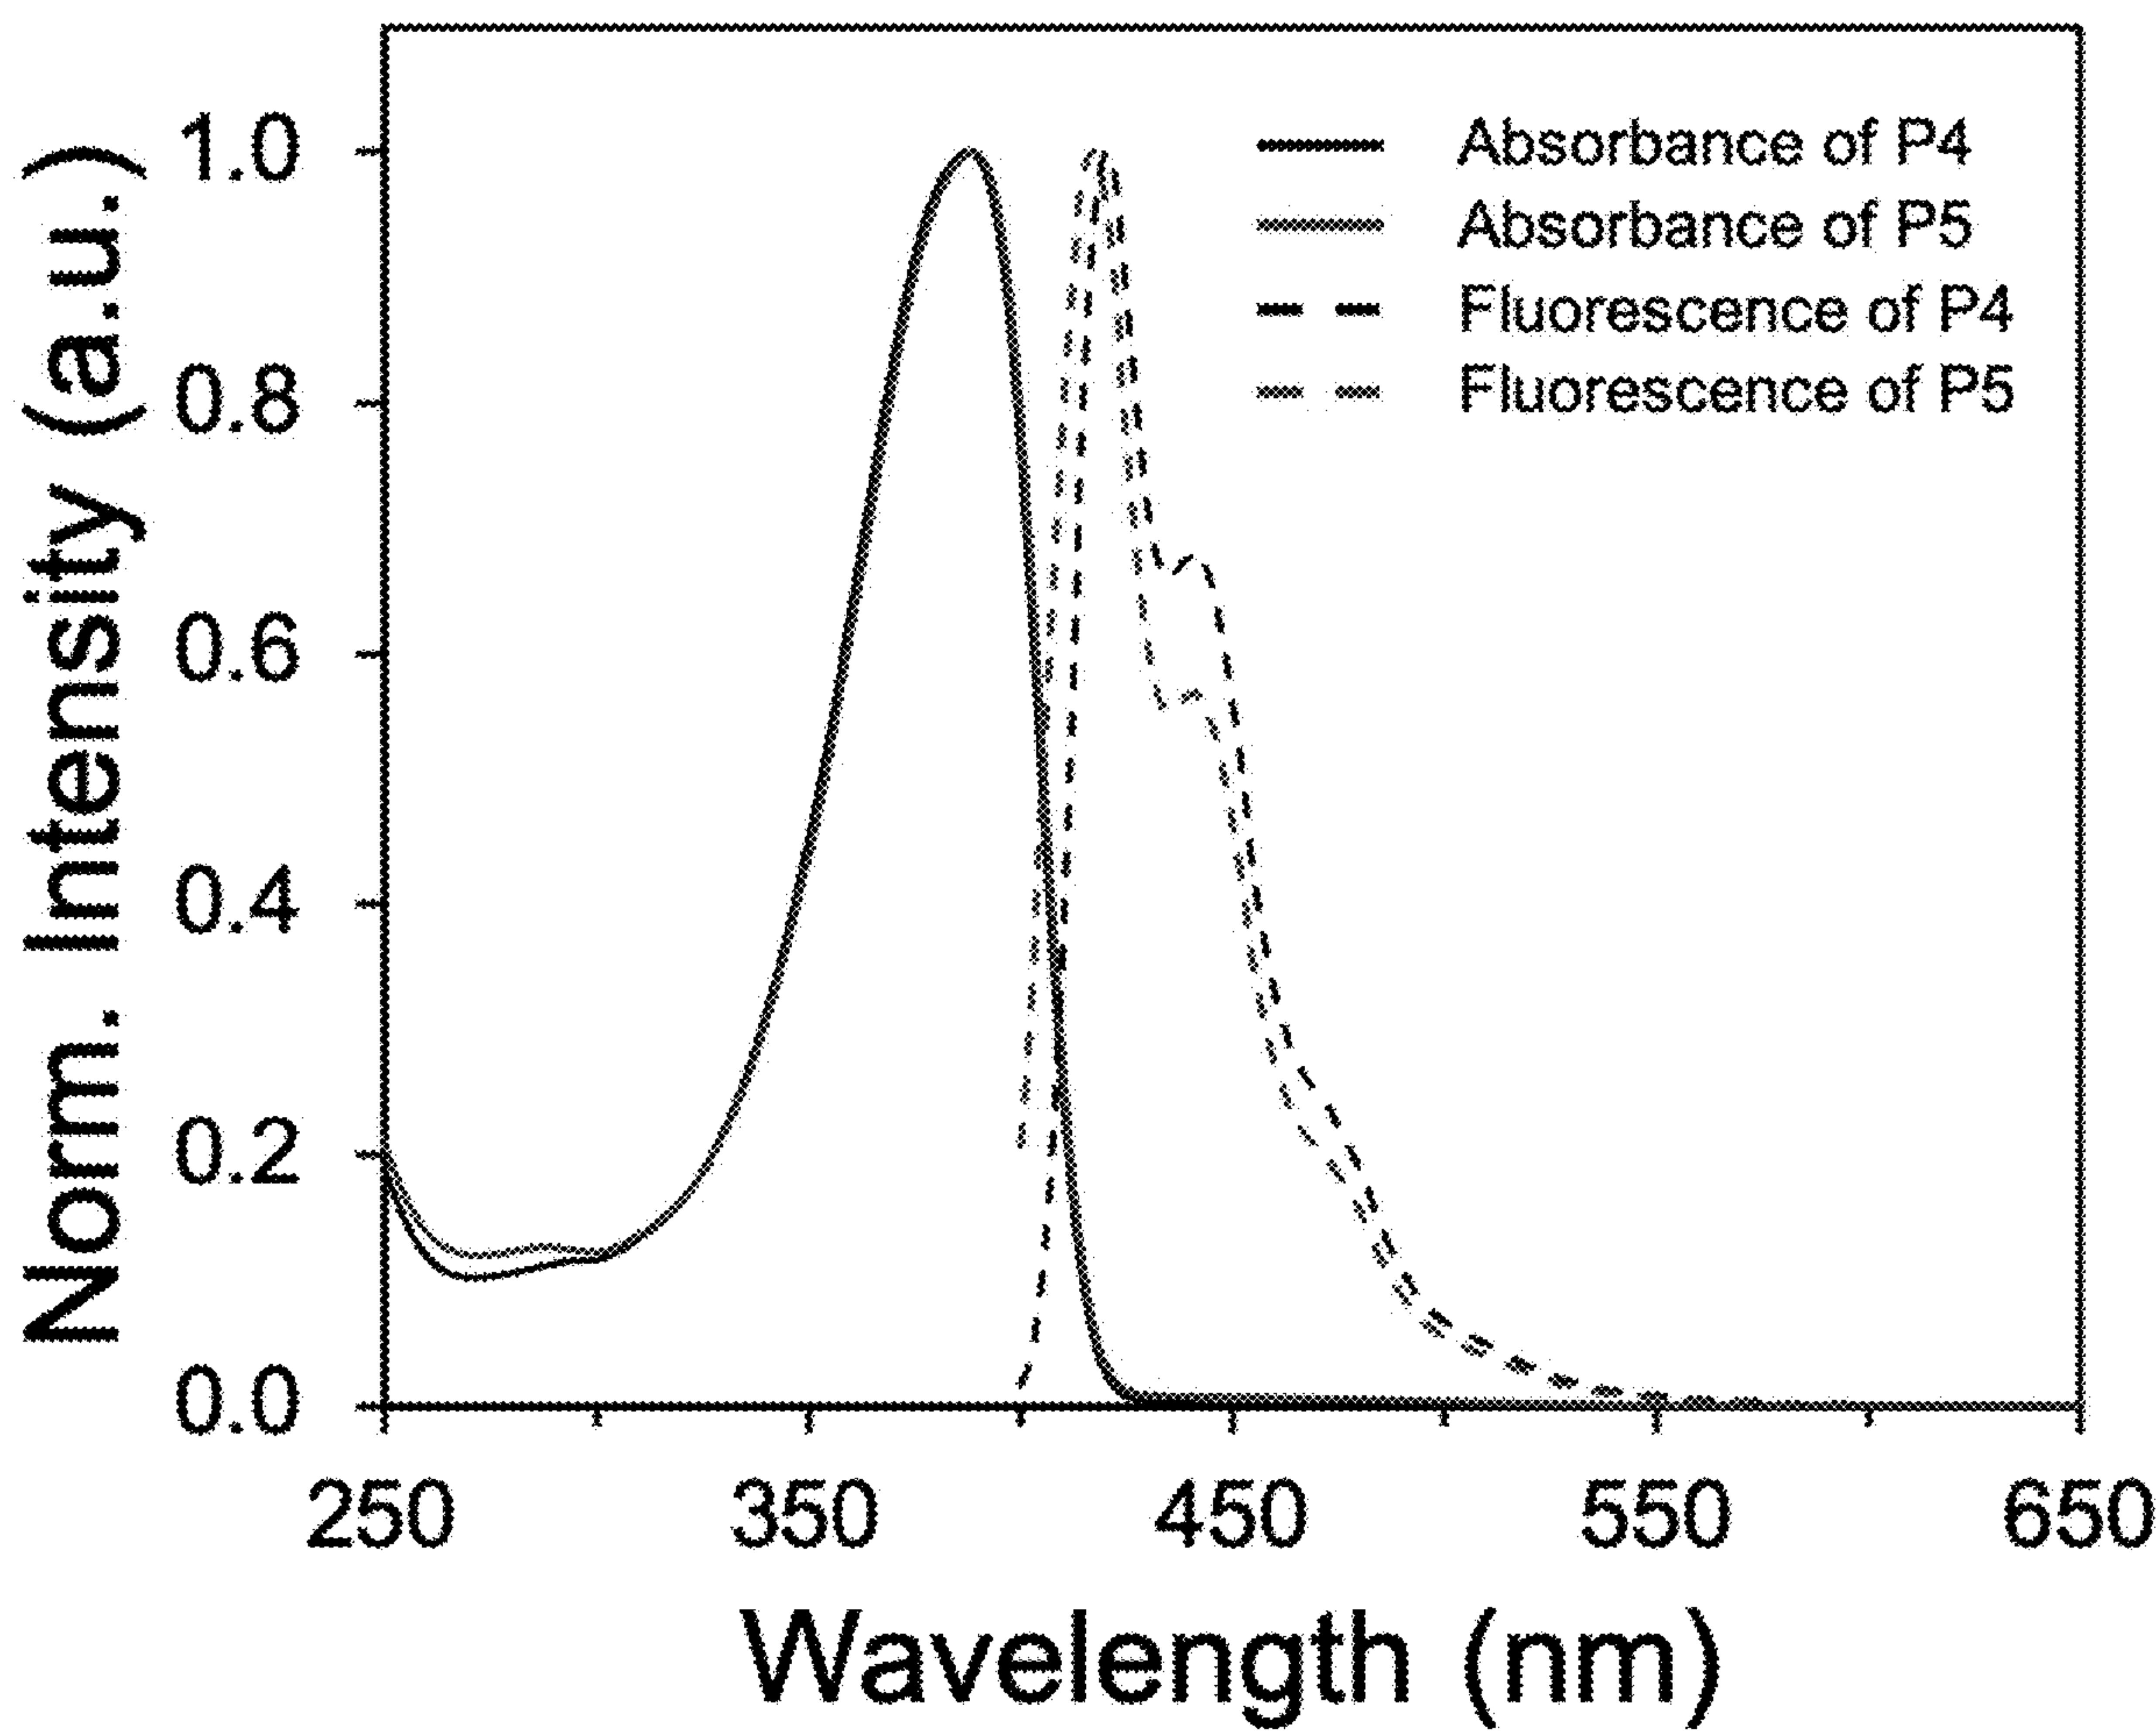 Norm. Intensity (a.u.)
1.0
0.8
0.6
0.4
0.2
0.0
Absorbance of P4
Absorbance of P5
Fluorescence of P4
Fluorescence of P5
250 350 450 550 650
Wavelength (nm)